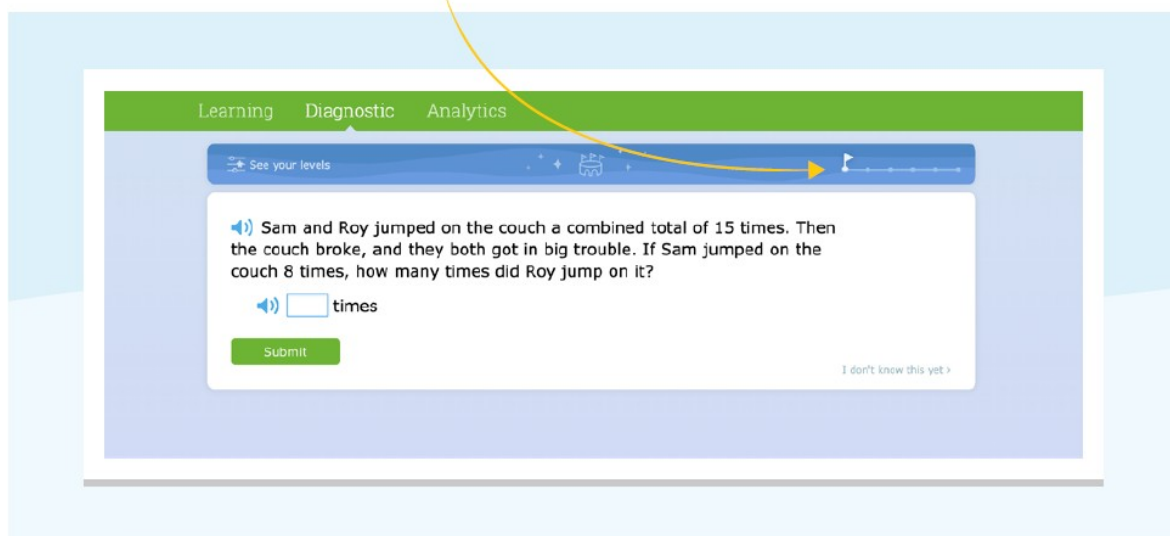 Learning Diagnostic Analytics
See your levels
Sam and Roy jumped on the couch a combined total of 15 times. Then
the couch broke, and they both got in big trouble. If Sam jumped on the
couch 8 times, how many times did Roy jump on it?
times
Submit
I don't know this yet >